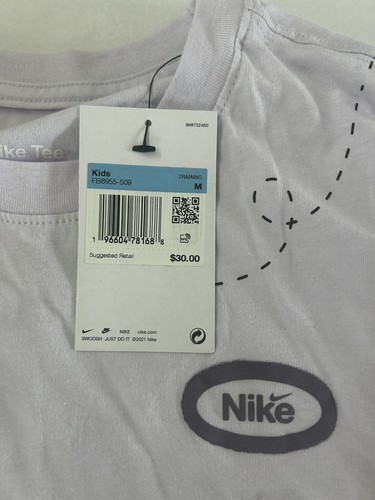 ike Tee
INM722460
Kids
TRAINING
FB8955-509
M
1 96604 78168 8
Suggested Retail
$30.00
NIKE nike.com
SWOOSH JUST DO IT ©2021 Nike
Nike